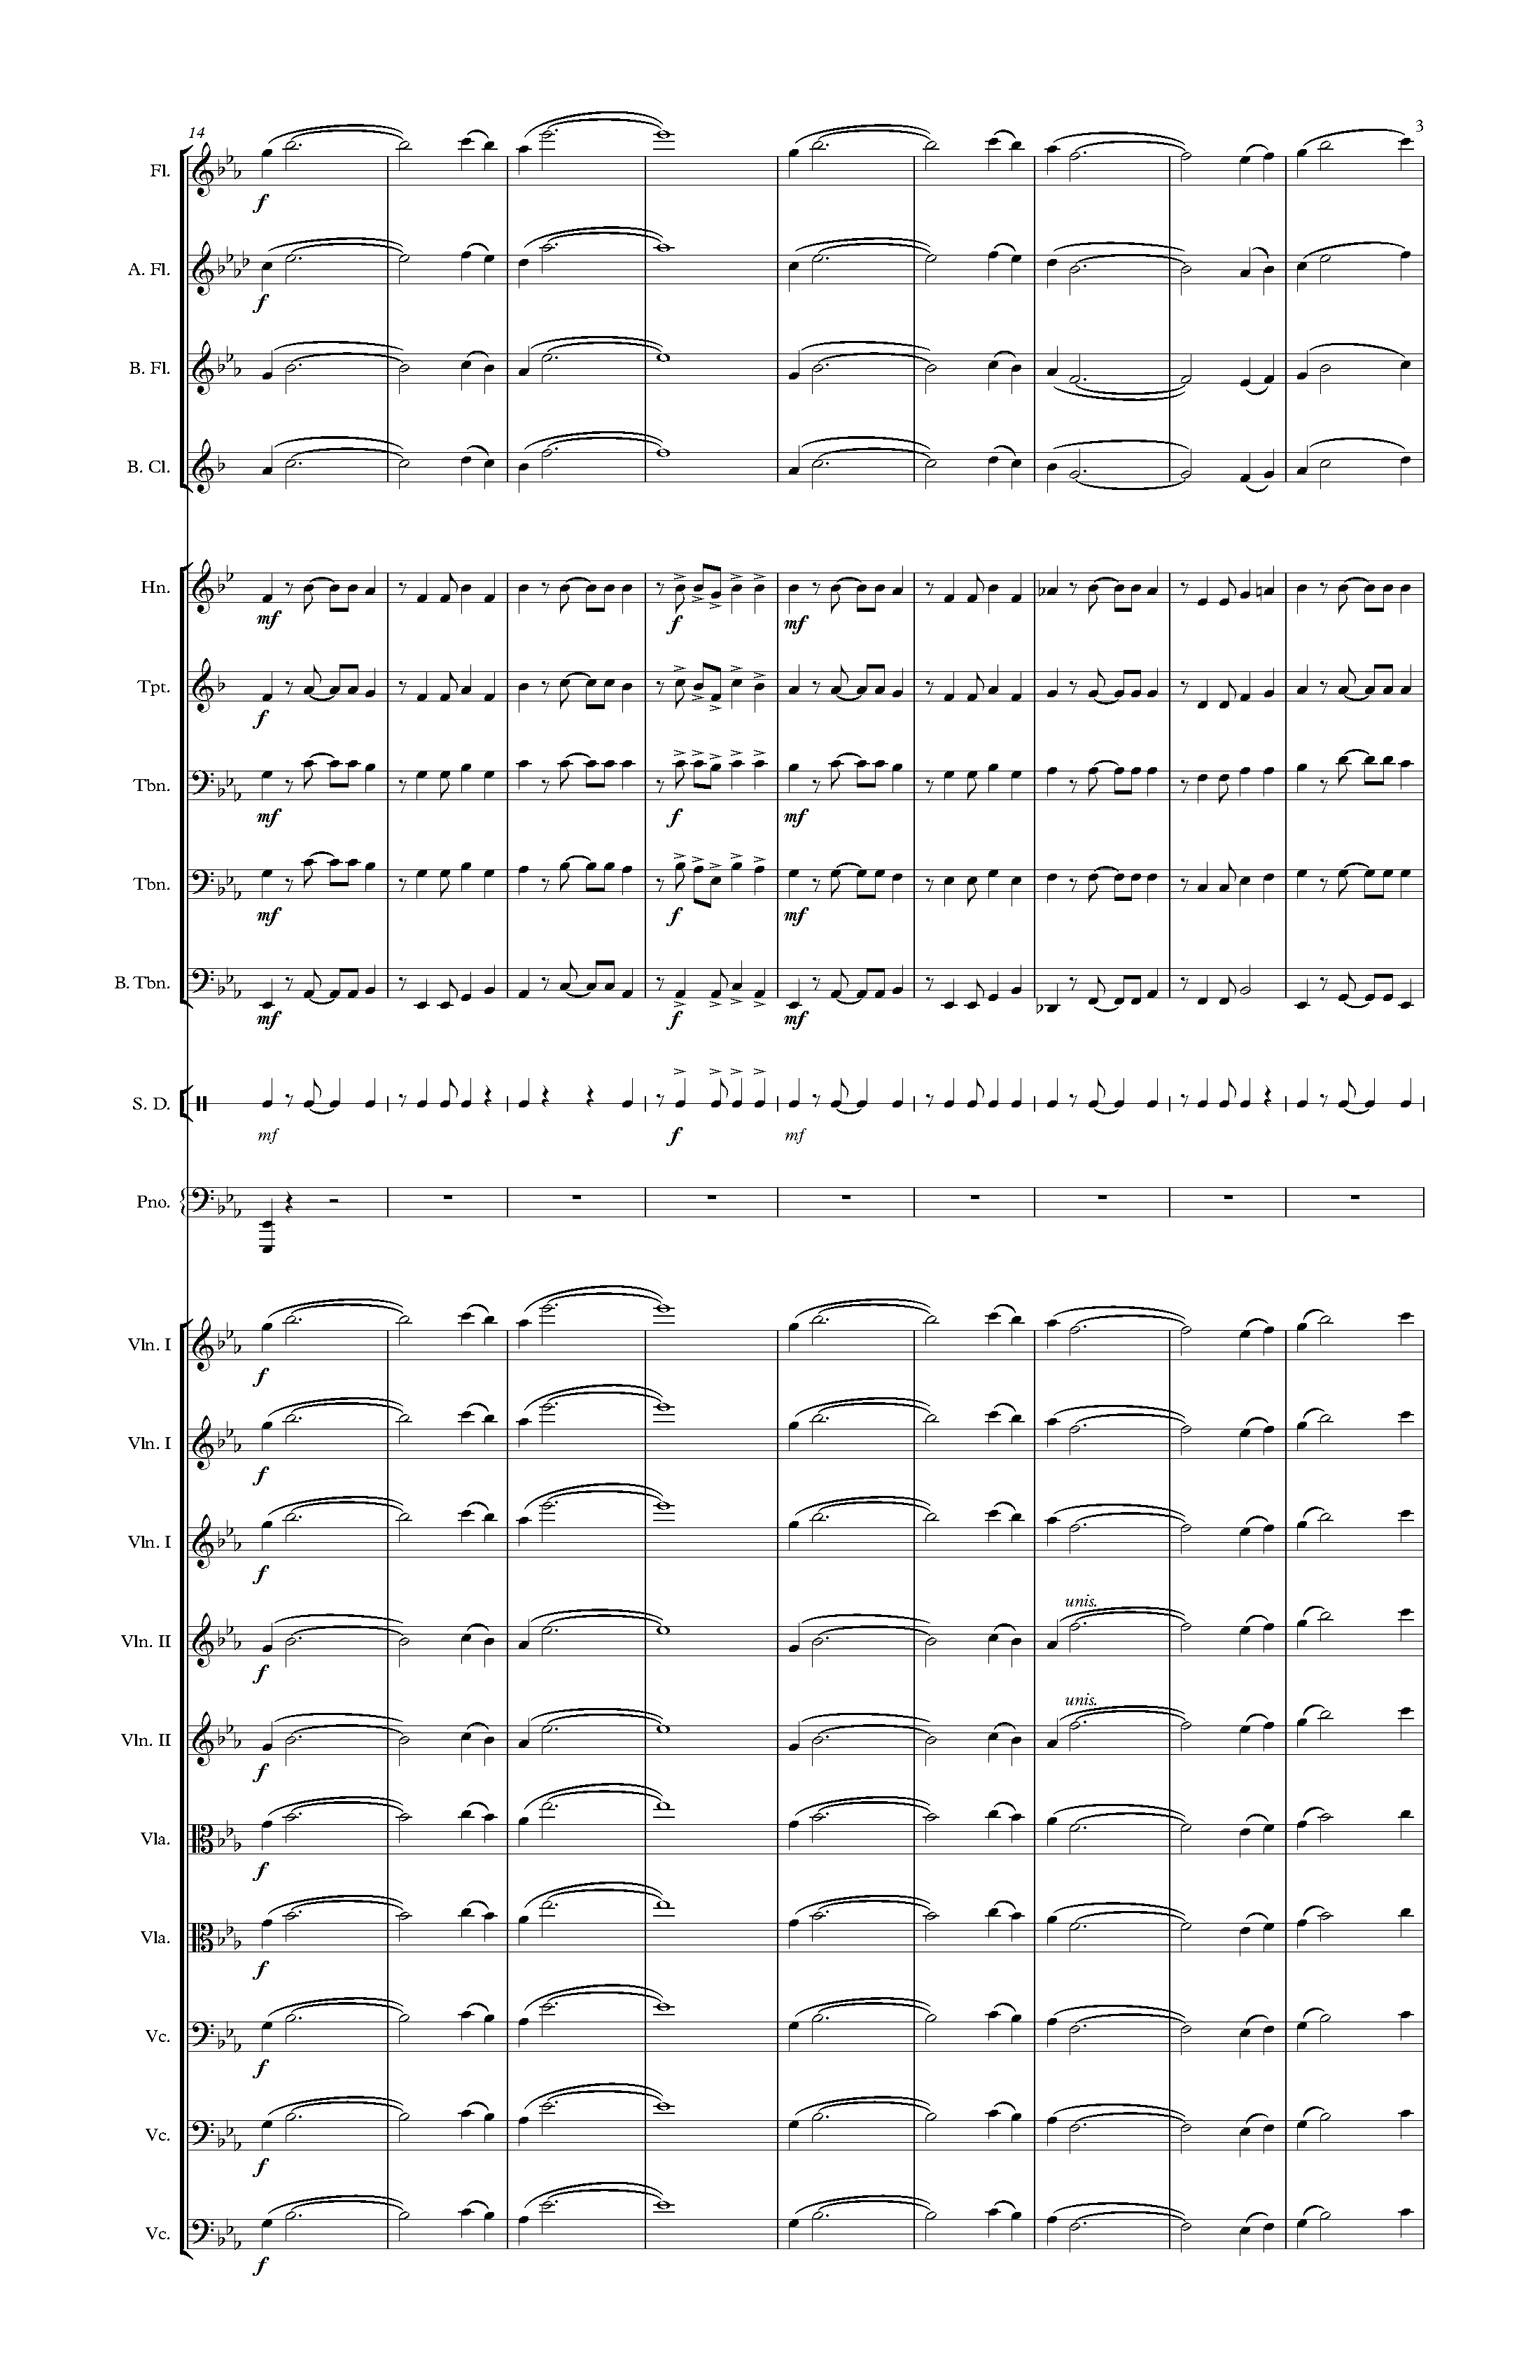 14
3
Fl.
f
A. Fl.
f
B. Fl.
B. Cl.
Hn.
mf f mf
Tpt.
f
Tbn.
mf f mf
Tbn.
mf f mf
B. Tbn.
mf f mf
S. D.
mf f mf
Pno.
Vln. I
f
Vln. I
f
Vln. I
f
unis.
Vln. II
f
unis.
Vln. II
f
Vla.
f
Vla.
f
Vc.
f
Vc.
f
Vc.
f